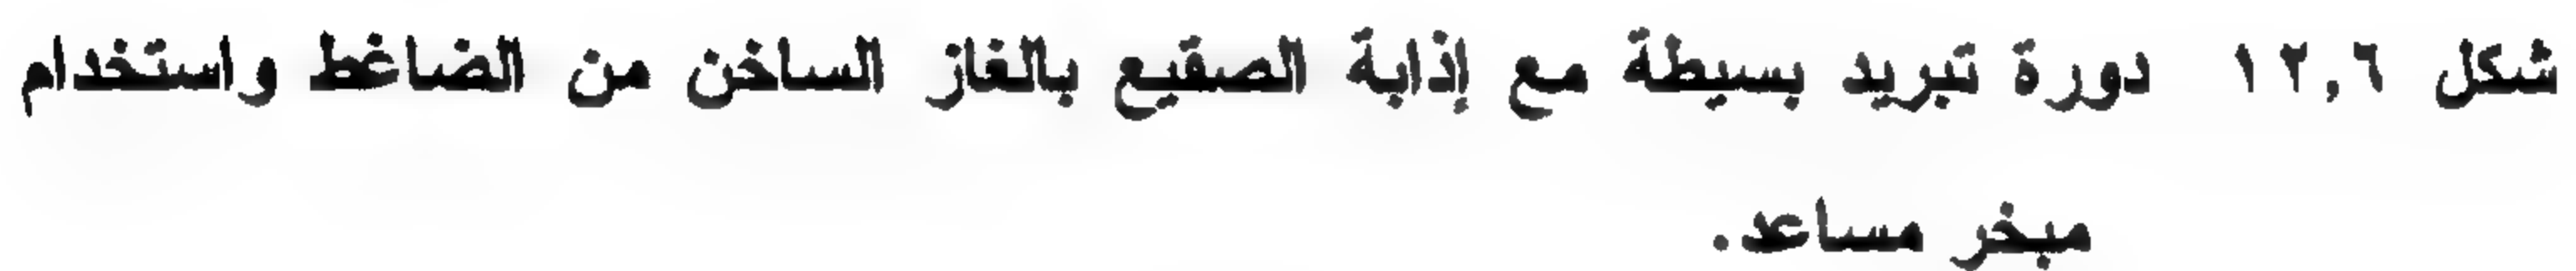 شكل ١٢,٦ دورة تبريد بسيطة مع إذابة الصقيع بالغاز الساخن من الضاغط واستخدام
مبخر مساعد.